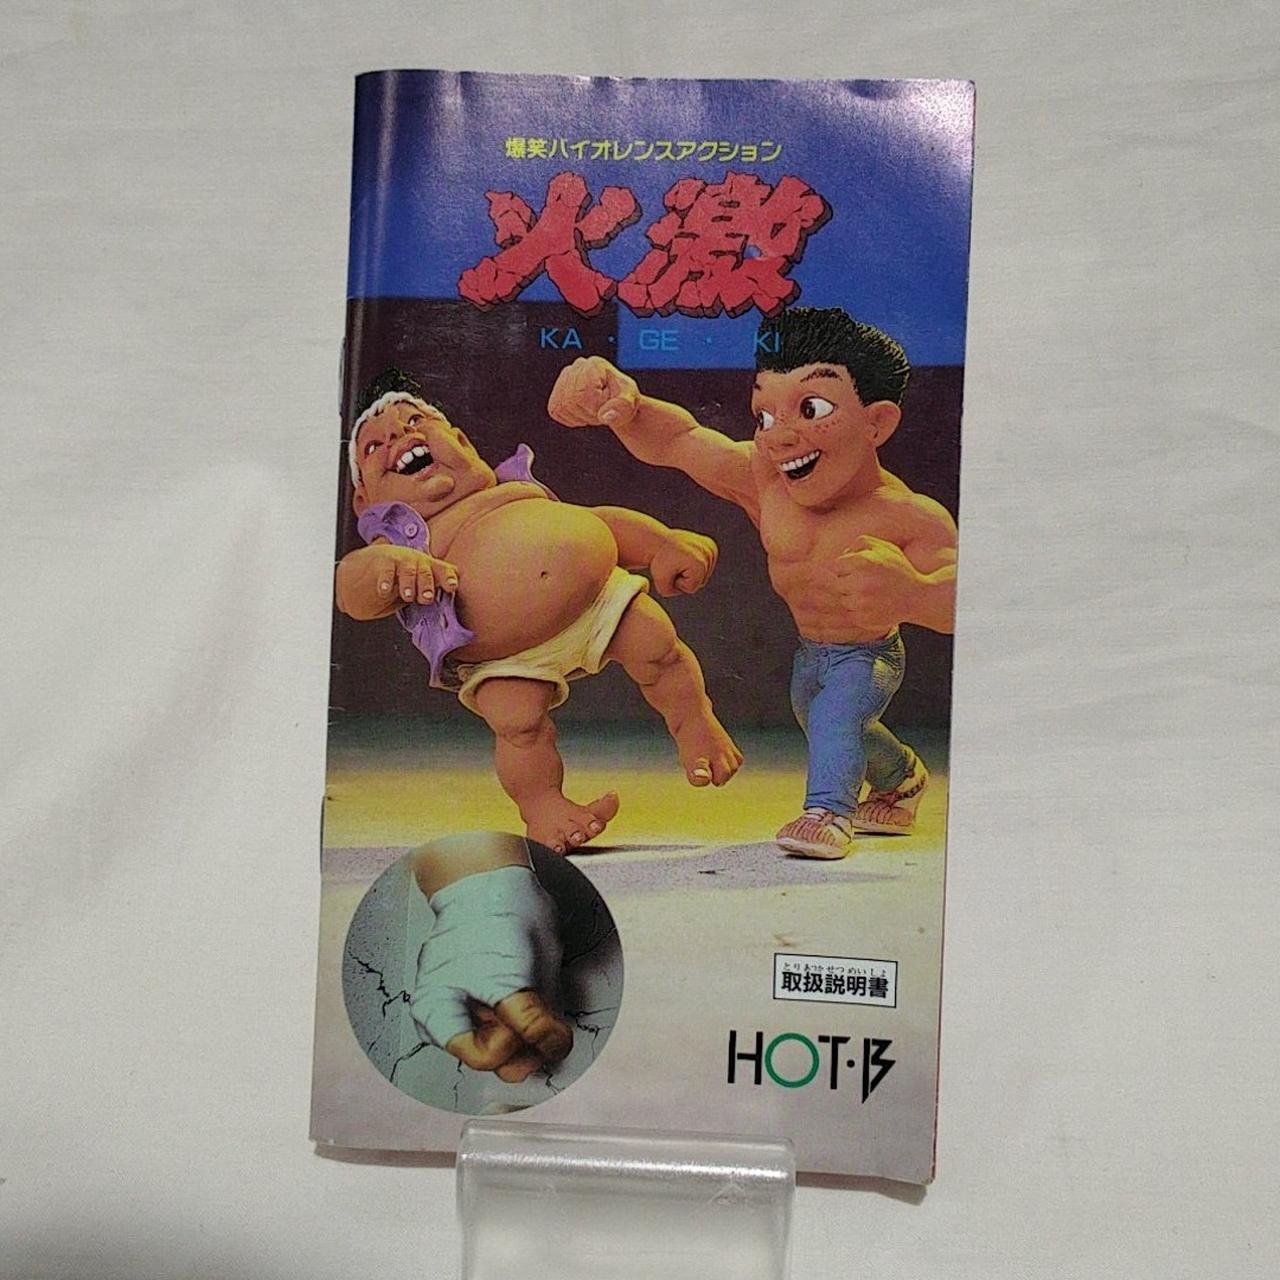 爆笑バイオレンスアクション
火激
KA・GE・KI
とりあつかせつめいしょ
取扱説明書
HOT・B